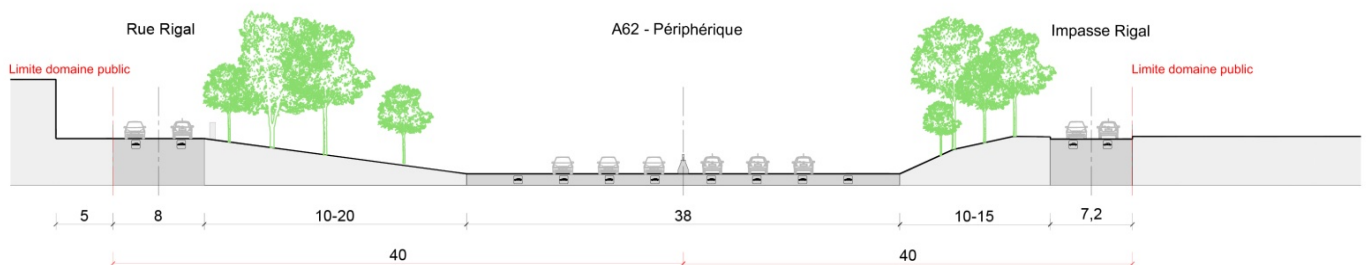 Rue Rigal
A62 - Périphérique
Impasse Rigal
Limite domaine public
Limite domaine public
5
8
10-20
38
10-15
7,2
40
40